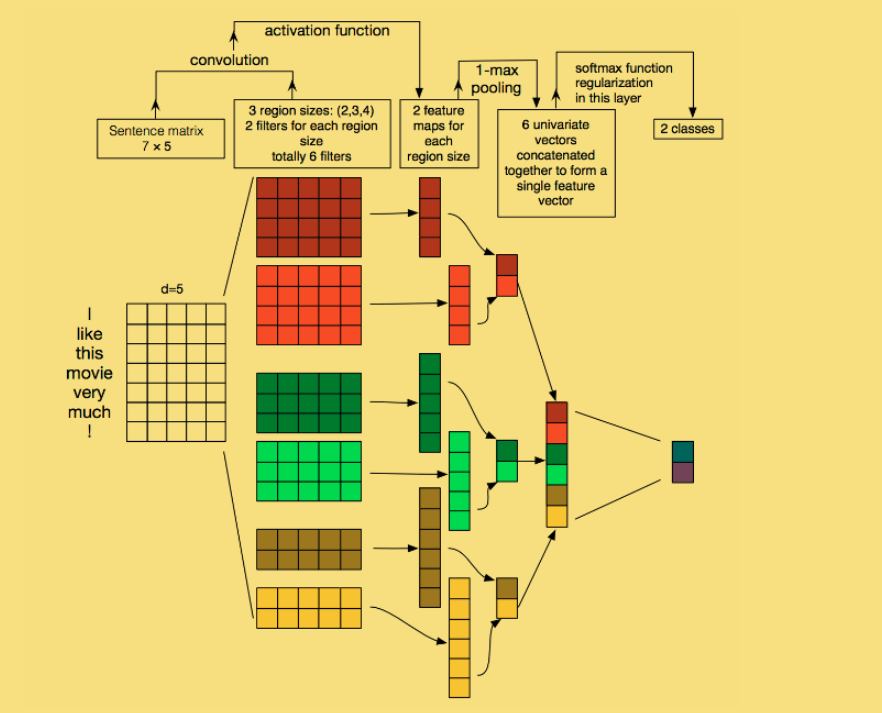 activation function
convolution
1-max
pooling
softmax function
regularization
in this layer
Sentence matrix
7 × 5
3 region sizes: (2,3,4)
2 filters for each region
size
totally 6 filters
2 feature
maps for
each
region size
6 univariate
vectors
concatenated
together to form a
single feature
vector
2 classes
d=5
I
like
this
movie
very
much
!